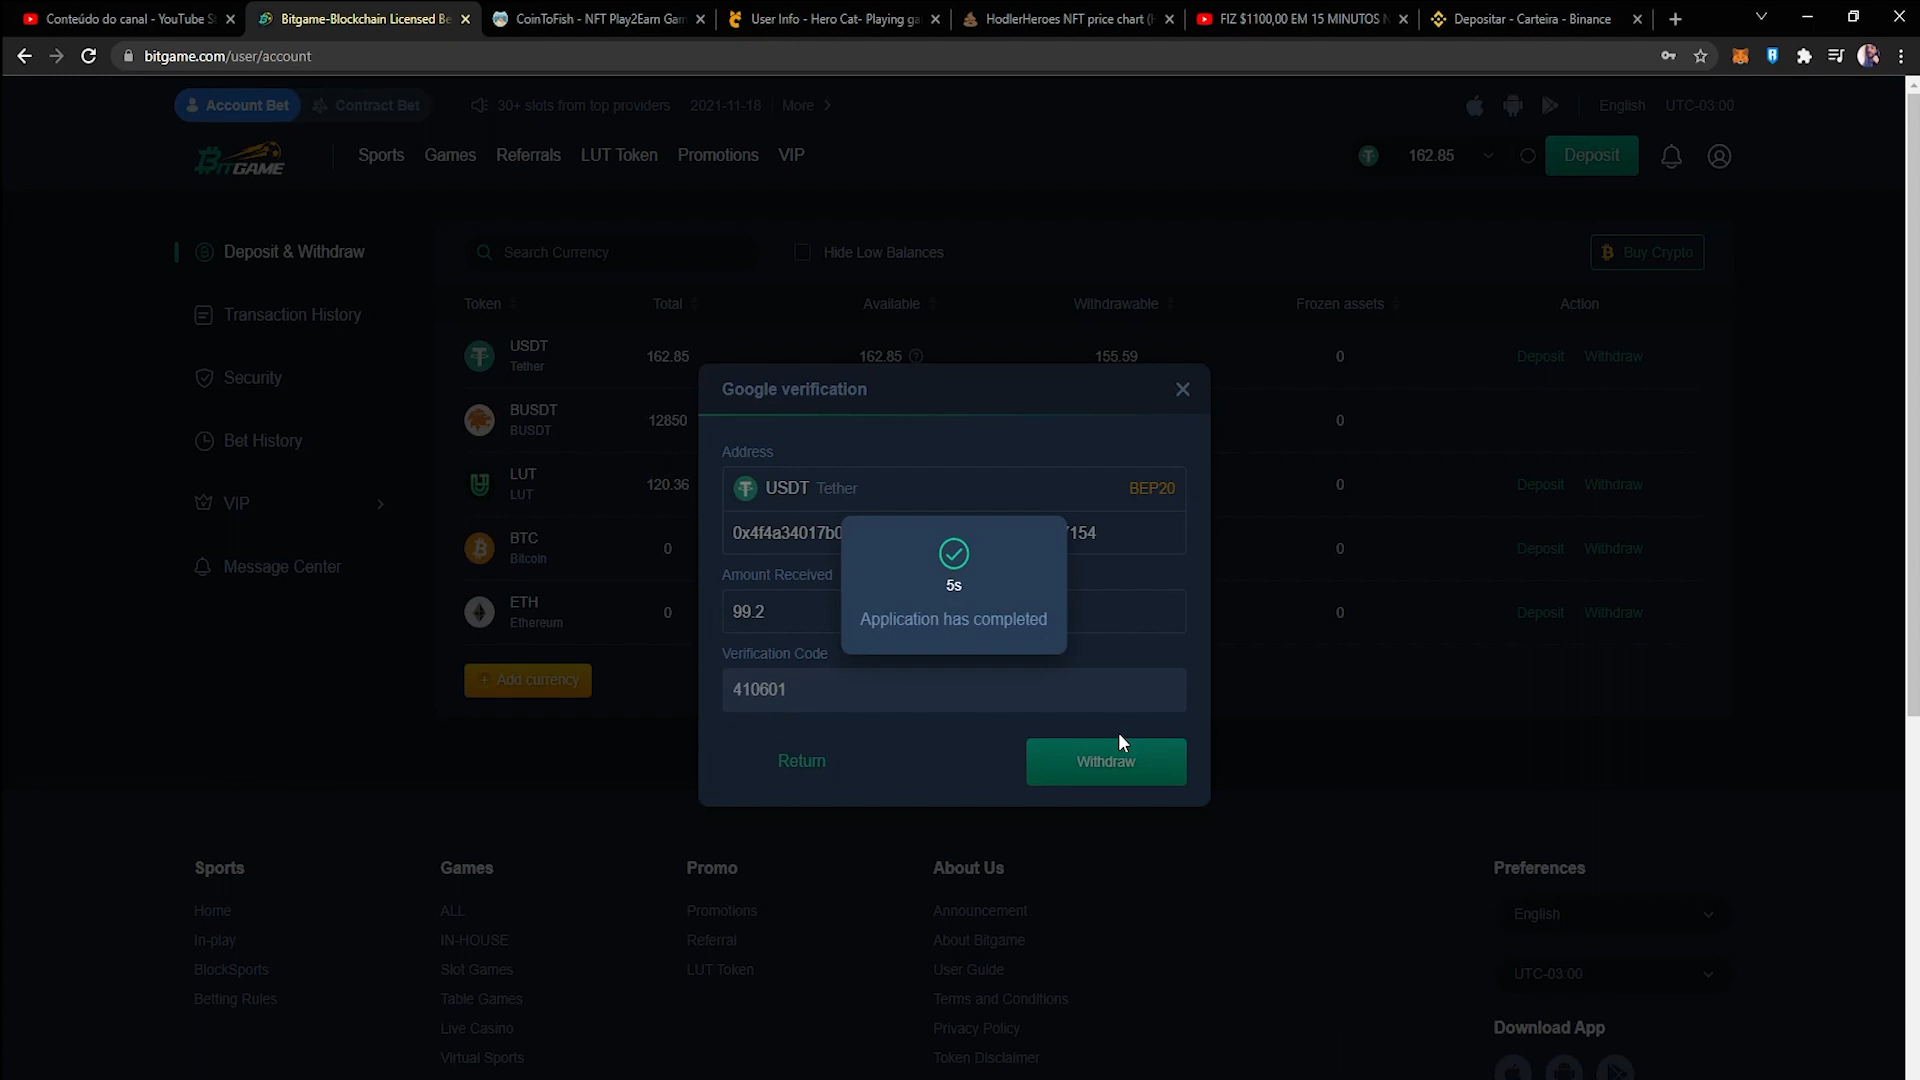 Conteúdo do canal - YouTube S
Bitgame-Blockchain Licensed Be
CoinToFish - NFT Play2Earn Gam
User Info - Hero Cat- Playing ga
HodlerHeroes NFT price chart (H
FIZ $1100,00 EM 15 MINUTOS N
Depositar - Carteira - Binance
bitgame.com/user/account
Account Bet
Contract Bet
30+ slots from top providers 2021-11-18 More
English UTC-03:00
BITGAME
Sports Games Referrals LUT Token Promotions VIP
162.85
Deposit
Deposit & Withdraw
Transaction History
Security
Bet History
VIP
Message Center
Search Currency
Hide Low Balances
Buy Crypto
Token Total Available Withdrawable Frozen assets Action
USDT
Tether
162.85 162.85 155.59 0 Deposit Withdraw
BUSDT
BUSDT
12850 0
LUT
LUT
120.36 0 Deposit Withdraw
BTC
Bitcoin
0 0 Deposit Withdraw
ETH
Ethereum
0 0 Deposit Withdraw
+ Add currency
Google verification
Address
USDT Tether BEP20
0x4f4a34017b0 154
Amount Received
99.2
Verification Code
410601
Return
Withdraw
5s
Application has completed
Sports
Home
In-play
BlockSports
Betting Rules
Games
ALL
IN-HOUSE
Slot Games
Table Games
Live Casino
Virtual Sports
Promo
Promotions
Referral
LUT Token
About Us
Announcement
About Bitgame
User Guide
Terms and Conditions
Privacy Policy
Token Disclaimer
Preferences
English
UTC-03:00
Download App